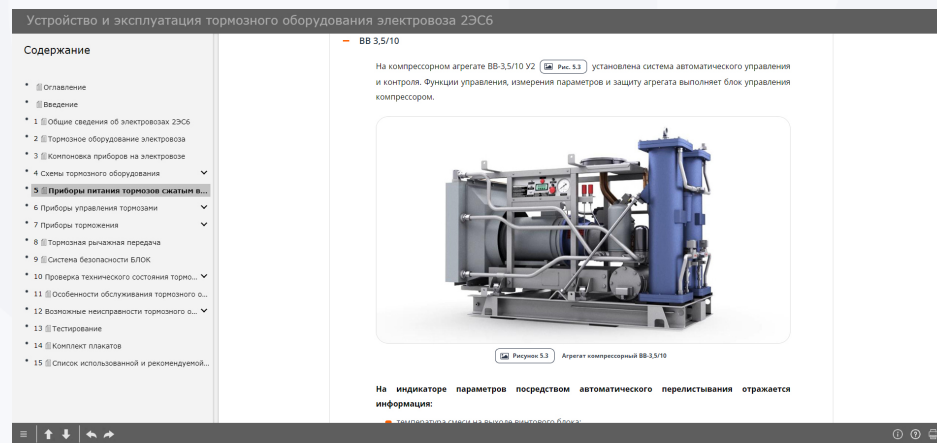 Устройство и эксплуатация тормозного оборудования электровоза 2ЭС6
Содержание
Оглавление
Введение
1 Общие сведения об электровозах 2ЭС6
2 Тормозное оборудование электровоза
3 Компоновка приборов на электровозе
4 Схемы тормозного оборудования
5 Приборы питания тормозов сжатым в...
6 Приборы управления тормозами
7 Приборы торможения
8 Тормозная рычажная передача
9 Система безопасности БЛОК
10 Проверка технического состояния тормо...
11 Особенности обслуживания тормозного о...
12 Возможные неисправности тормозного о...
13 Тестирование
14 Комплект плакатов
15 Список использованной и рекомендуемой...
ВВ 3,5/10
На компрессорном агрегате ВВ-3,5/10 У2 Рис. 5.3 установлена система автоматического управления
и контроля. Функции управления, измерения параметров и защиту агрегата выполняет блок управления
компрессором.
Рисунок 5.3 Агрегат компрессорный ВВ-3,5/10
На индикаторе параметров посредством автоматического перелистывания отражается
информация:
температура смеси на выходе винтового блока;